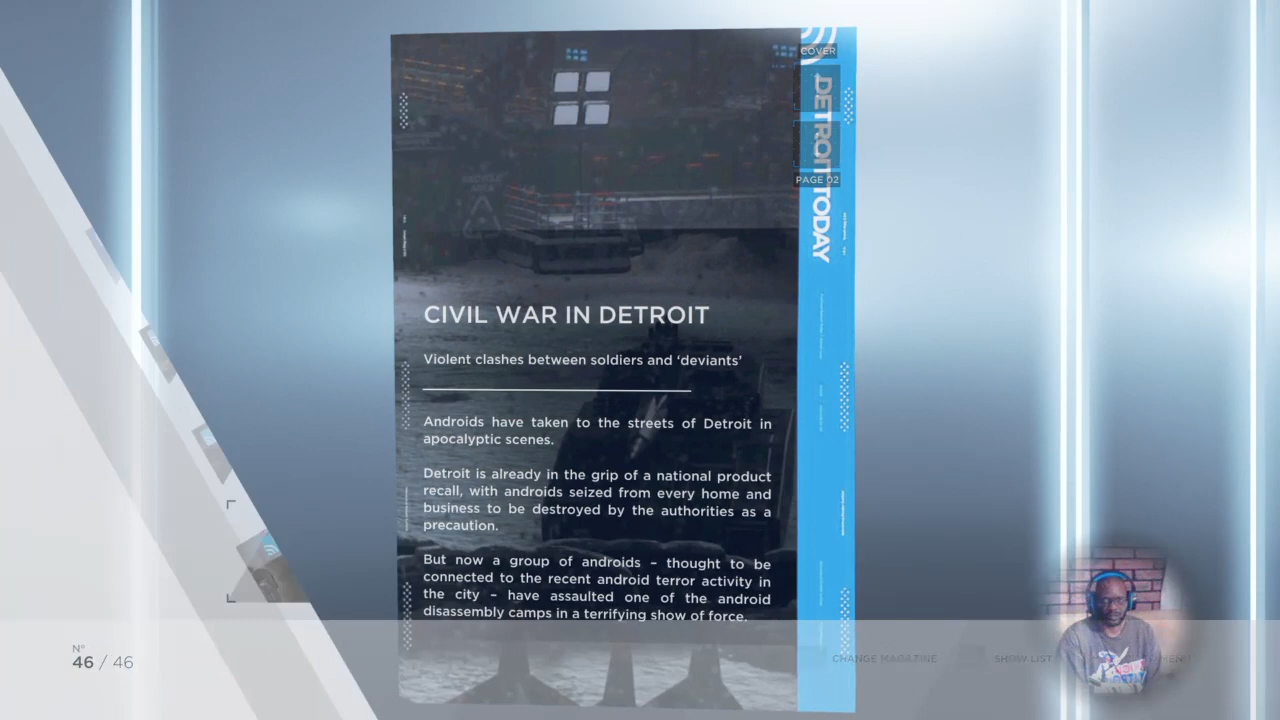 COVER
DETROIT TODAY
PAGE 02
CIVIL WAR IN DETROIT
Violent clashes between soldiers and ‘deviants’
Androids have taken to the streets of Detroit in
apocalyptic scenes.
Detroit is already in the grip of a national product
recall, with androids seized from every home and
business to be destroyed by the authorities as a
precaution.
But now a group of androids – thought to be
connected to the recent android terror activity in
the city – have assaulted one of the android
disassembly camps in a terrifying show of force.
N°
46 / 46
CHANGE MAGAZINE
SHOW LIST